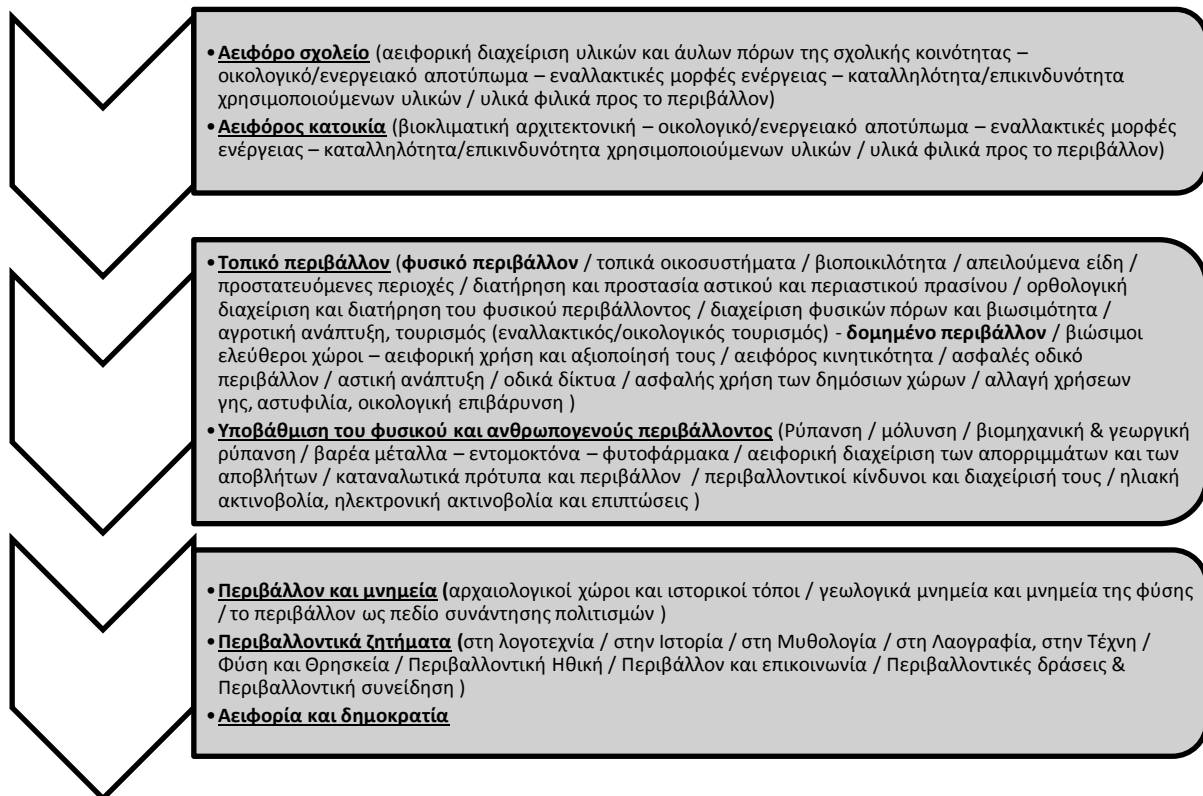 •Αειφόρο σχολείο (αειφορική διαχείριση υλικών και άυλων πόρων της σχολικής κοινότητας –
οικολογικό/ενεργειακό αποτύπωμα – εναλλακτικές μορφές ενέργειας – καταλληλότητα/επικινδυνότητα
χρησιμοποιούμενων υλικών / υλικά φιλικά προς το περιβάλλον)
•Αειφόρος κατοικία (βιοκλιματική αρχιτεκτονική – οικολογικό/ενεργειακό αποτύπωμα – εναλλακτικές μορφές
ενέργειας – καταλληλότητα/επικινδυνότητα χρησιμοποιούμενων υλικών / υλικά φιλικά προς το περιβάλλον)
•Τοπικό περιβάλλον (φυσικό περιβάλλον / τοπικά οικοσυστήματα / βιοποικιλότητα / απειλούμενα είδη /
προστατευόμενες περιοχές / διατήρηση και προστασία αστικού και περιαστικού πρασίνου / ορθολογική
διαχείριση και διατήρηση του φυσικού περιβάλλοντος / διαχείριση φυσικών πόρων και βιωσιμότητα /
αγροτική ανάπτυξη, τουρισμός (εναλλακτικός/οικολογικός τουρισμός) - δομημένο περιβάλλον / βιώσιμοι
ελεύθεροι χώροι – αειφορική χρήση και αξιοποίησή τους / αειφόρος κινητικότητα / ασφαλές οδικό
περιβάλλον / αστική ανάπτυξη / οδικά δίκτυα / ασφαλής χρήση των δημόσιων χώρων / αλλαγή χρήσεων
γης, αστυφιλία, οικολογική επιβάρυνση )
•Υποβάθμιση του φυσικού και ανθρωπογενούς περιβάλλοντος (Ρύπανση / μόλυνση / βιομηχανική & γεωργική
ρύπανση / βαρέα μέταλλα – εντομοκτόνα – φυτοφάρμακα / αειφορική διαχείριση των απορριμμάτων και των
αποβλήτων / καταναλωτικά πρότυπα και περιβάλλον / περιβαλλοντικοί κίνδυνοι και διαχείρισή τους / ηλιακή
ακτινοβολία, ηλεκτρονική ακτινοβολία και επιπτώσεις )
•Περιβάλλον και μνημεία (αρχαιολογικοί χώροι και ιστορικοί τόποι / γεωλογικά μνημεία και μνημεία της φύσης
/ το περιβάλλον ως πεδίο συνάντησης πολιτισμών )
•Περιβαλλοντικά ζητήματα (στη λογοτεχνία / στην Ιστορία / στη Μυθολογία / στη Λαογραφία, στην Τέχνη /
Φύση και Θρησκεία / Περιβαλλοντική Ηθική / Περιβάλλον και επικοινωνία / Περιβαλλοντικές δράσεις &
Περιβαλλοντική συνείδηση )
•Αειφορία και δημοκρατία